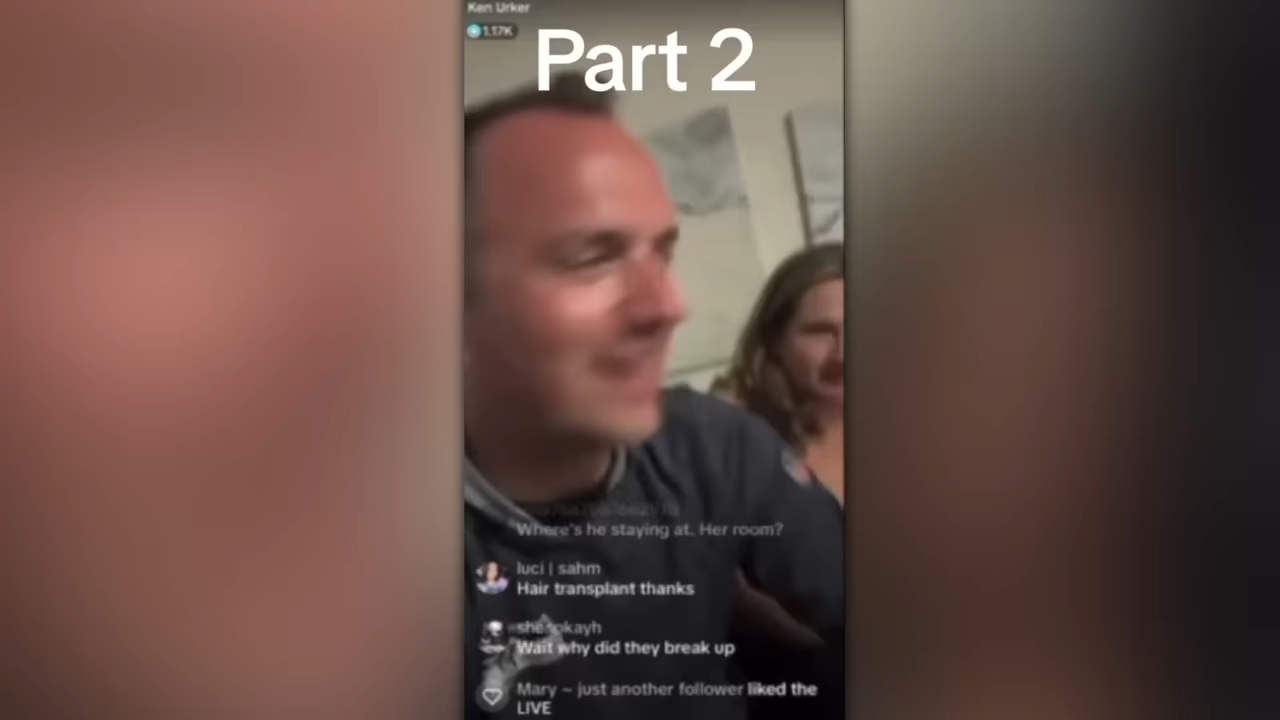 Ken Urker
1.17K
Part 2
Where's he staying at. Her room?
luci | sahm
Hair transplant thanks
Wait why did they break up
Mary ~ just another follower liked the
LIVE